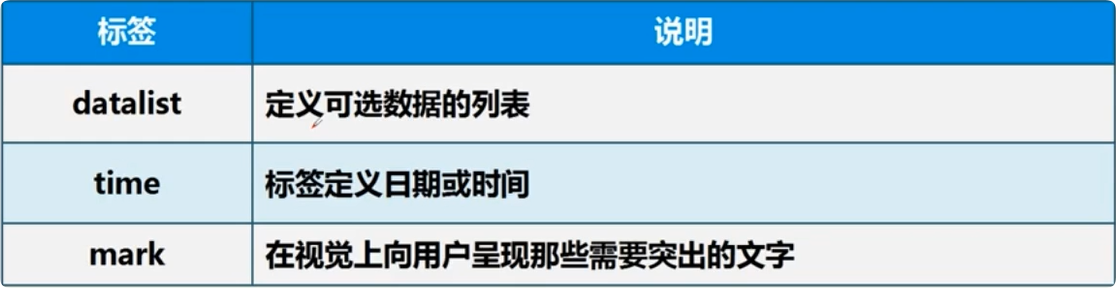 标签 说明
datalist 定义可选数据的列表
time 标签定义日期或时间
mark 在视觉上向用户呈现那些需要突出的文字